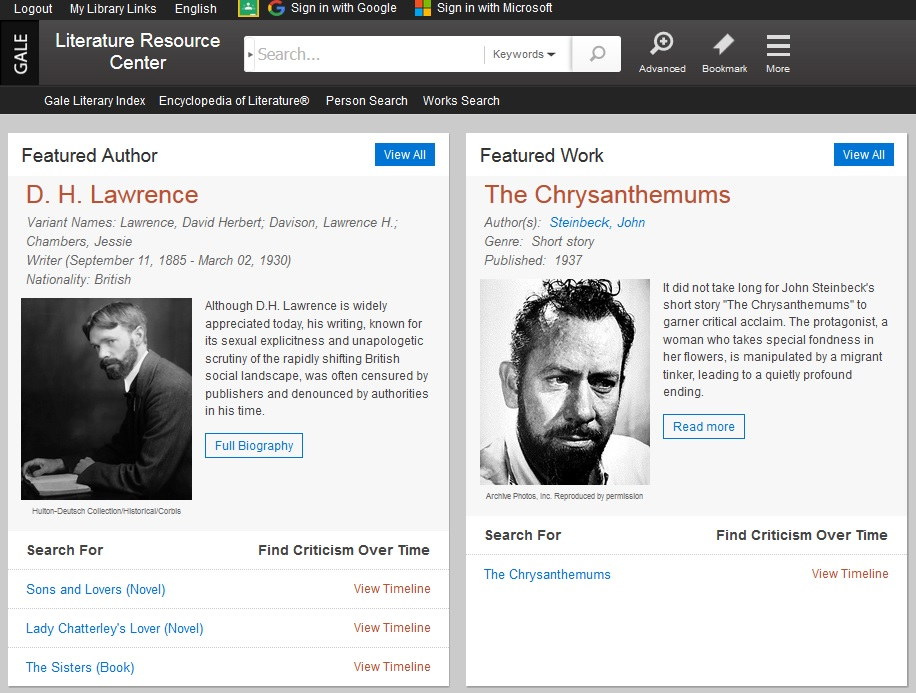 Logout My Library Links English Sign in with Google Sign in with Microsoft
GALE
Literature Resource
Center
Search...
Keywords
Advanced
Bookmark
More
Gale Literary Index Encyclopedia of Literature® Person Search Works Search
Featured Author
View All
D. H. Lawrence
Variant Names: Lawrence, David Herbert; Davison, Lawrence H.;
Chambers, Jessie
Writer (September 11, 1885 - March 02, 1930)
Nationality: British
Although D.H. Lawrence is widely
appreciated today, his writing, known for
its sexual explicitness and unapologetic
scrutiny of the rapidly shifting British
social landscape, was often censured by
publishers and denounced by authorities
in his time.
Full Biography
Hulton-Deutsch Collection/Historical/Corbis
Search For Find Criticism Over Time
Sons and Lovers (Novel) View Timeline
Lady Chatterley's Lover (Novel) View Timeline
The Sisters (Book) View Timeline
Featured Work
View All
The Chrysanthemums
Author(s): Steinbeck, John
Genre: Short story
Published: 1937
It did not take long for John Steinbeck's
short story "The Chrysanthemums" to
garner critical acclaim. The protagonist, a
woman who takes special fondness in
her flowers, is manipulated by a migrant
tinker, leading to a quietly profound
ending.
Read more
Archive Photos, Inc. Reproduced by permission
Search For Find Criticism Over Time
The Chrysanthemums View Timeline